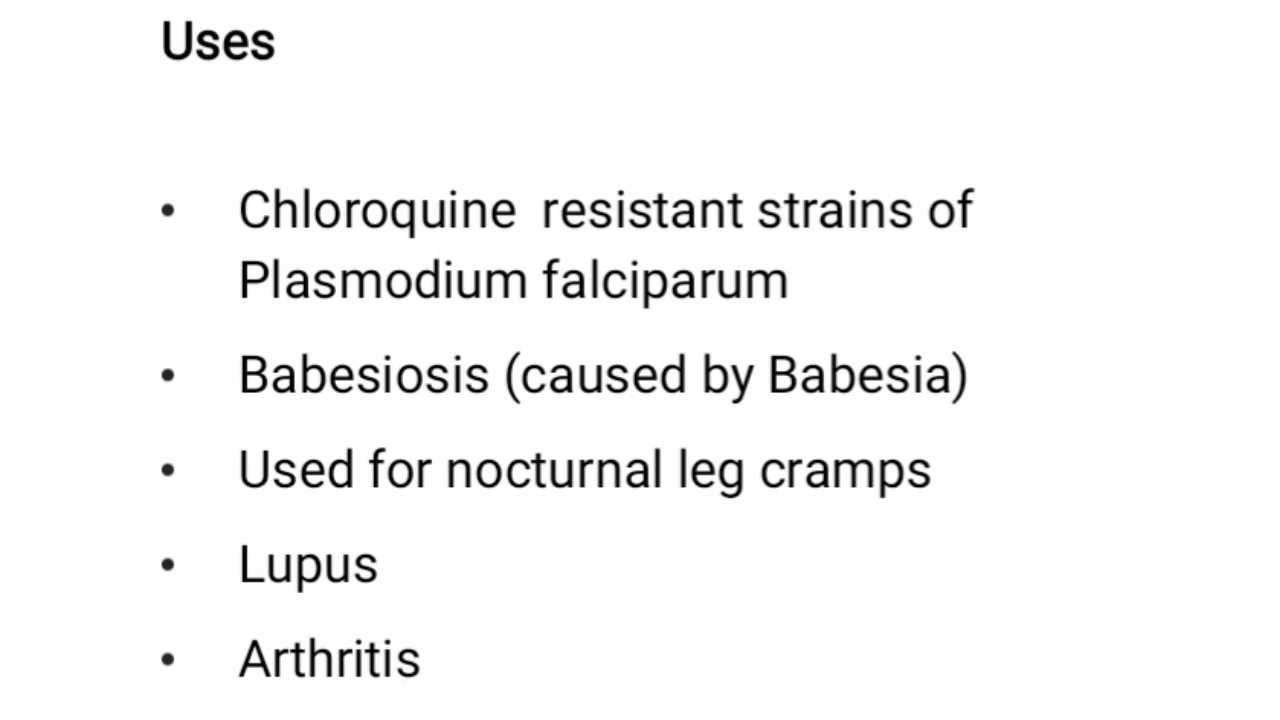 Uses
• Chloroquine  resistant strains of
Plasmodium falciparum
• Babesiosis (caused by Babesia)
• Used for nocturnal leg cramps
• Lupus
• Arthritis